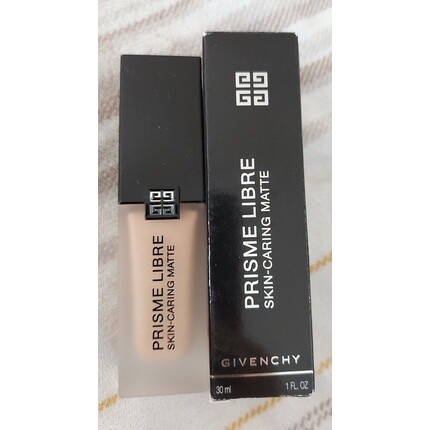 PRISME LIBRE
SKIN-CARING MATTE
PRISME LIBRE
SKIN-CARING MATTE
GIVENCHY
30 ml 1 FL. OZ